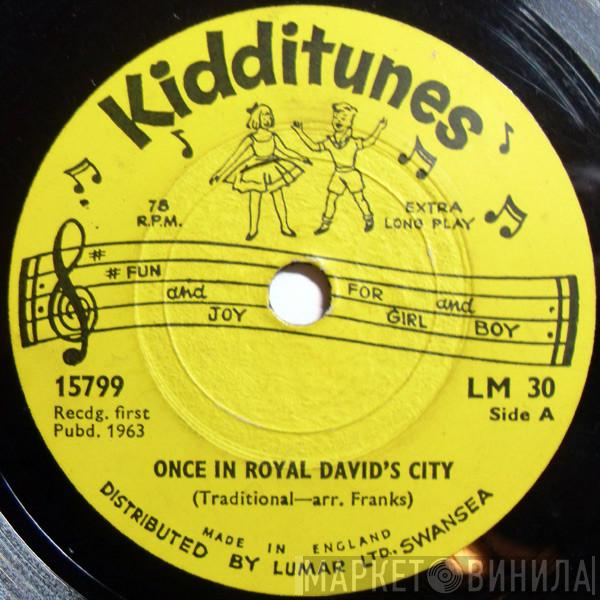 Kidditunes
78
R.P.M.
EXTRA
LONG PLAY
FUN and JOY FOR GIRL and BOY
15799
Recdg. first
Pubd. 1963
LM 30
Side A
ONCE IN ROYAL DAVID'S CITY
(Traditional—arr. Franks)
MADE IN ENGLAND
DISTRIBUTED BY LUMAR LTD., SWANSEA
МАРКЕТ ВИНИЛА